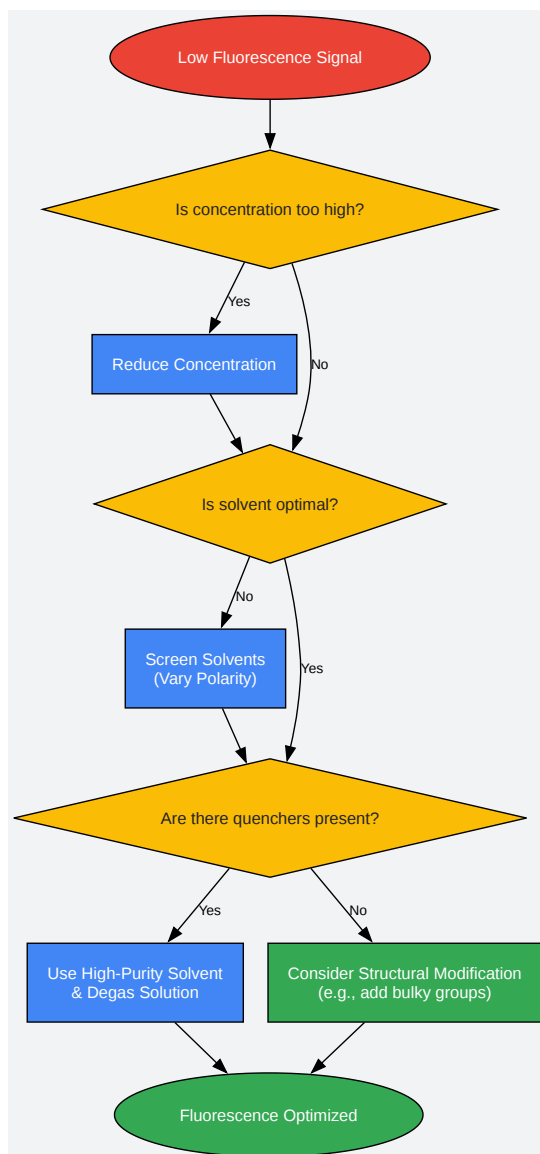 Low Fluorescence Signal
Is concentration too high?
Yes
Reduce Concentration
No
Is solvent optimal?
No
Screen Solvents
(Vary Polarity)
Yes
Are there quenchers present?
Yes
No
Use High-Purity Solvent
& Degas Solution
Consider Structural Modification
(e.g., add bulky groups)
Fluorescence Optimized